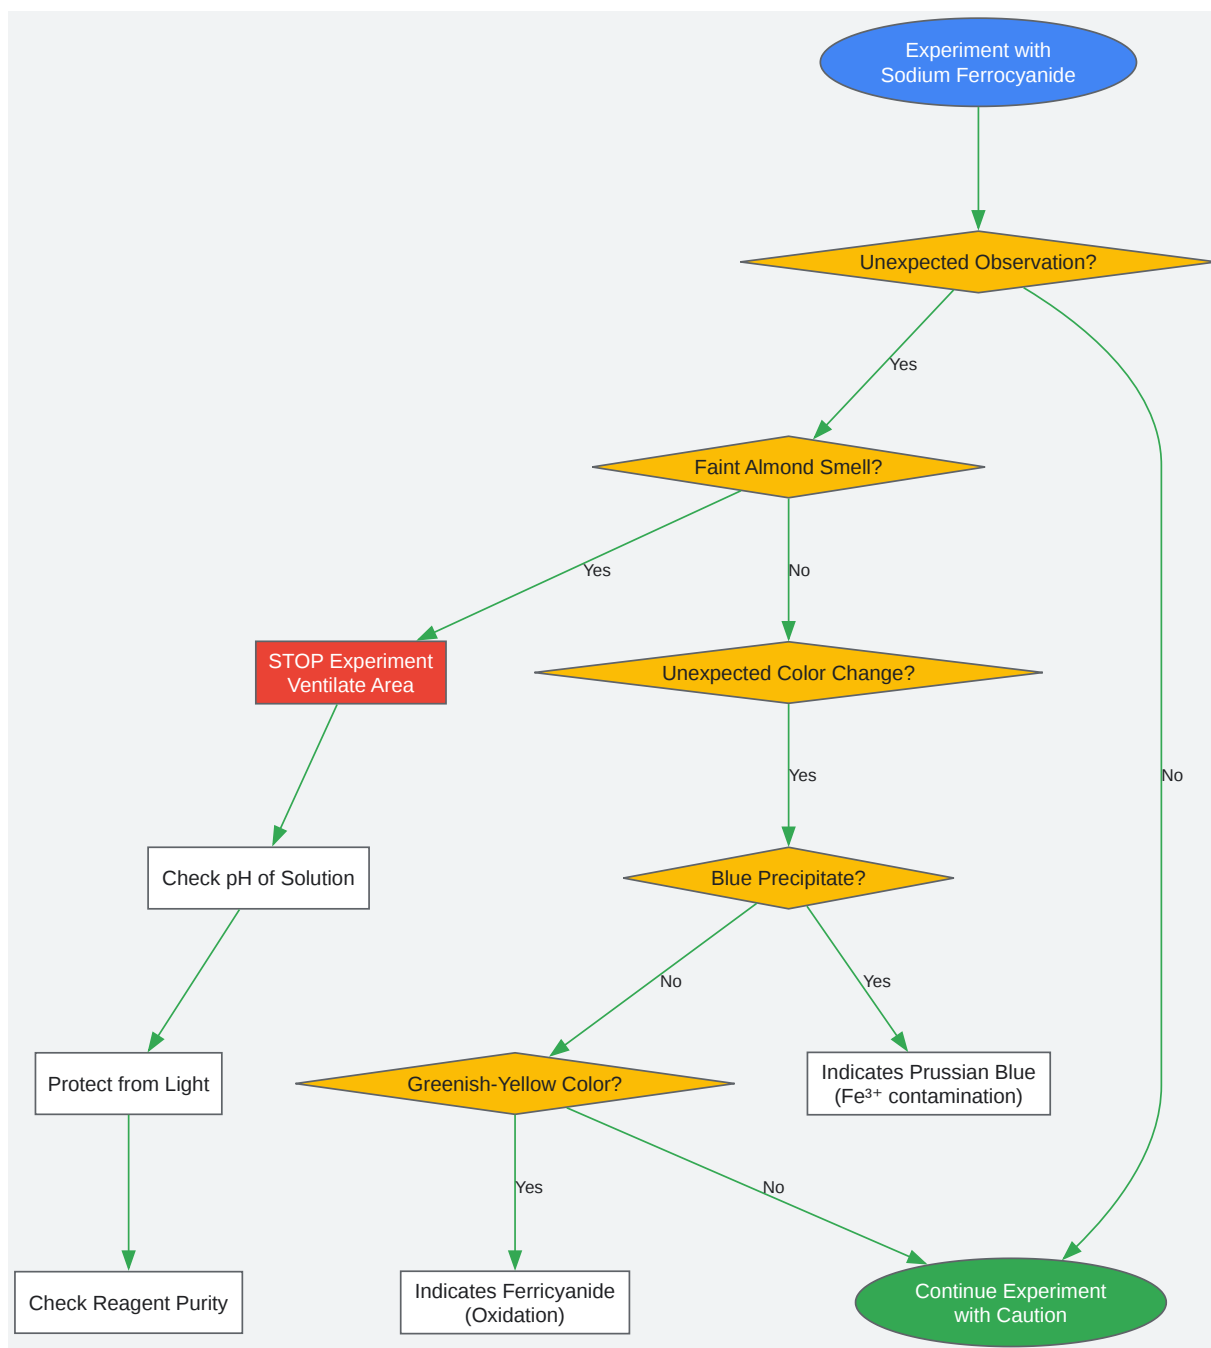 Experiment with
Sodium Ferrocyanide
Unexpected Observation?
Yes
Faint Almond Smell?
Yes
No
STOP Experiment
Ventilate Area
Unexpected Color Change?
Yes
No
Check pH of Solution
Blue Precipitate?
No
Yes
Protect from Light
Greenish-Yellow Color?
Indicates Prussian Blue
(Fe³⁺ contamination)
Yes
No
Check Reagent Purity
Indicates Ferricyanide
(Oxidation)
Continue Experiment
with Caution